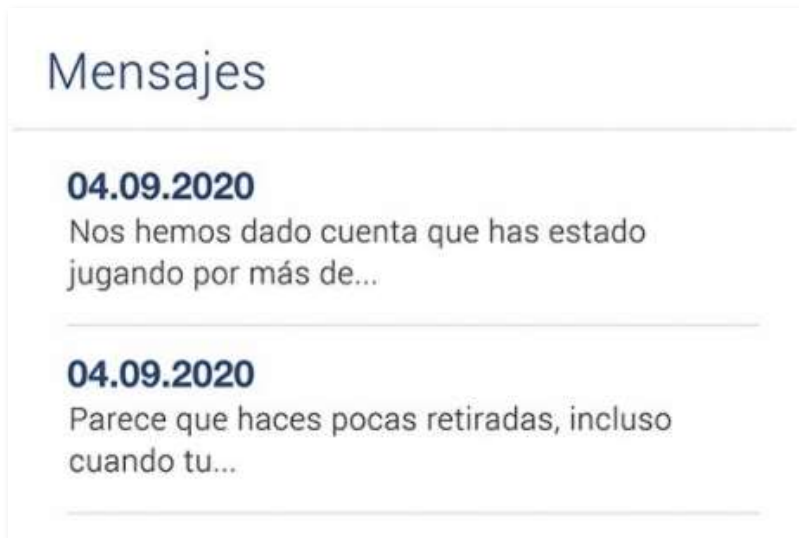 Mensajes
04.09.2020
Nos hemos dado cuenta que has estado
jugando por más de...
04.09.2020
Parece que haces pocas retiradas, incluso
cuando tu...